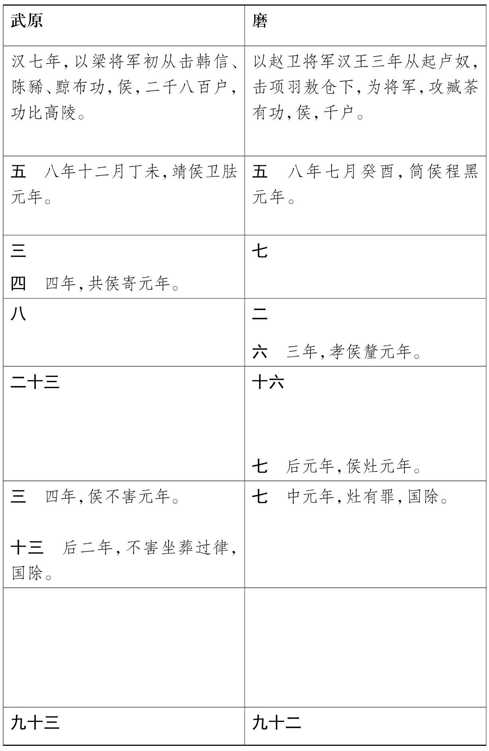 武原
汉七年，以梁将军初从击韩信、
陈豨、黥布功，侯，二千八百户，
功比高陵。
五　八年十二月丁未，靖侯卫胠
元年。
三
四　四年，共侯寄元年。
八
二十三
三　四年，侯不害元年。
十三　后二年，不害坐葬过律，
国除。
九十三
磨
以赵卫将军汉王三年从起卢奴，
击项羽敖仓下，为将军，攻臧荼
有功，侯，千户。
五　八年七月癸酉，简侯程黑
元年。
七
二
六　三年，孝侯釐元年。
十六
七　后元年，侯灶元年。
七　中元年，灶有罪，国除。
九十二